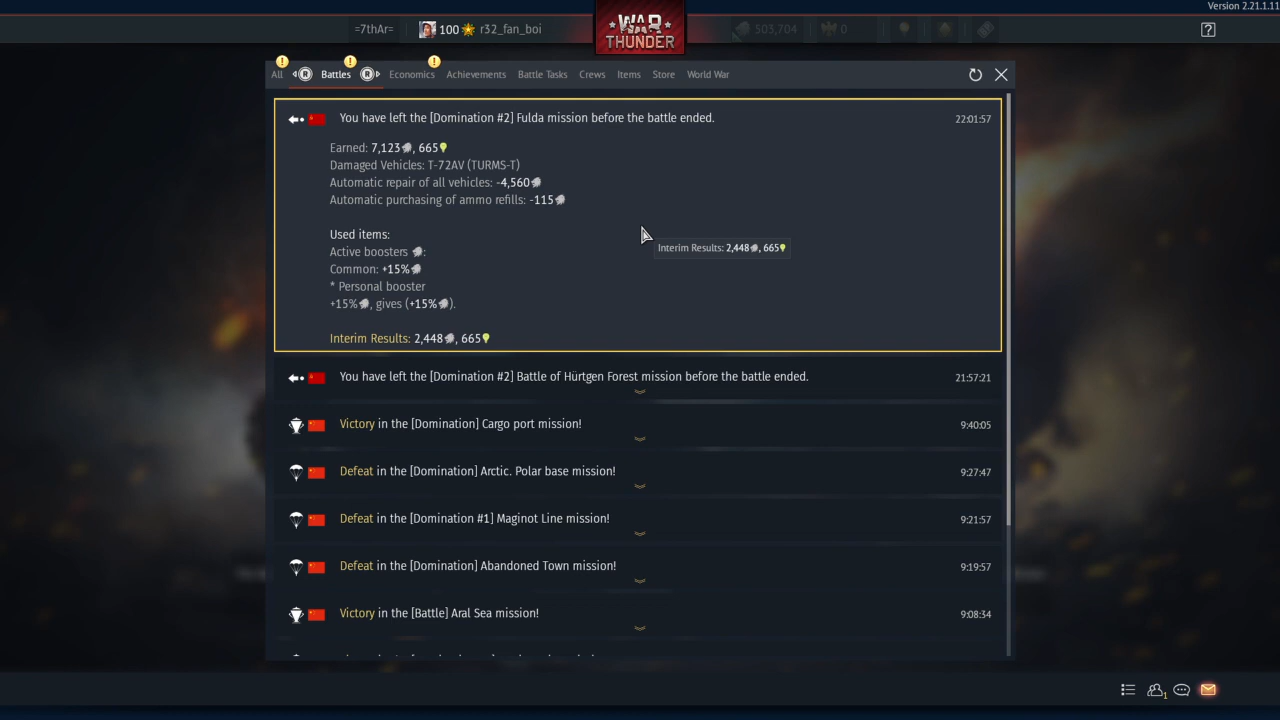 Version 2.21.1.11
=7thAr=
100
r32_fan_boi
WAR
THUNDER
503,704
0
?
All
R
Battles
R
Economics
Achievements
Battle Tasks
Crews
Items
Store
World War
You have left the [Domination #2] Fulda mission before the battle ended.
22:01:57
Earned: 7,123, 665
Damaged Vehicles: T-72AV (TURMS-T)
Automatic repair of all vehicles: -4,560
Automatic purchasing of ammo refills: -115
Used items:
Active boosters :
Common: +15%
* Personal booster
+15%, gives (+15%).
Interim Results: 2,448, 665
Interim Results: 2,448, 665
You have left the [Domination #2] Battle of Hürtgen Forest mission before the battle ended.
21:57:21
Victory in the [Domination] Cargo port mission!
9:40:05
Defeat in the [Domination] Arctic. Polar base mission!
9:27:47
Defeat in the [Domination #1] Maginot Line mission!
9:21:57
Defeat in the [Domination] Abandoned Town mission!
9:19:57
Victory in the [Battle] Aral Sea mission!
9:08:34
1